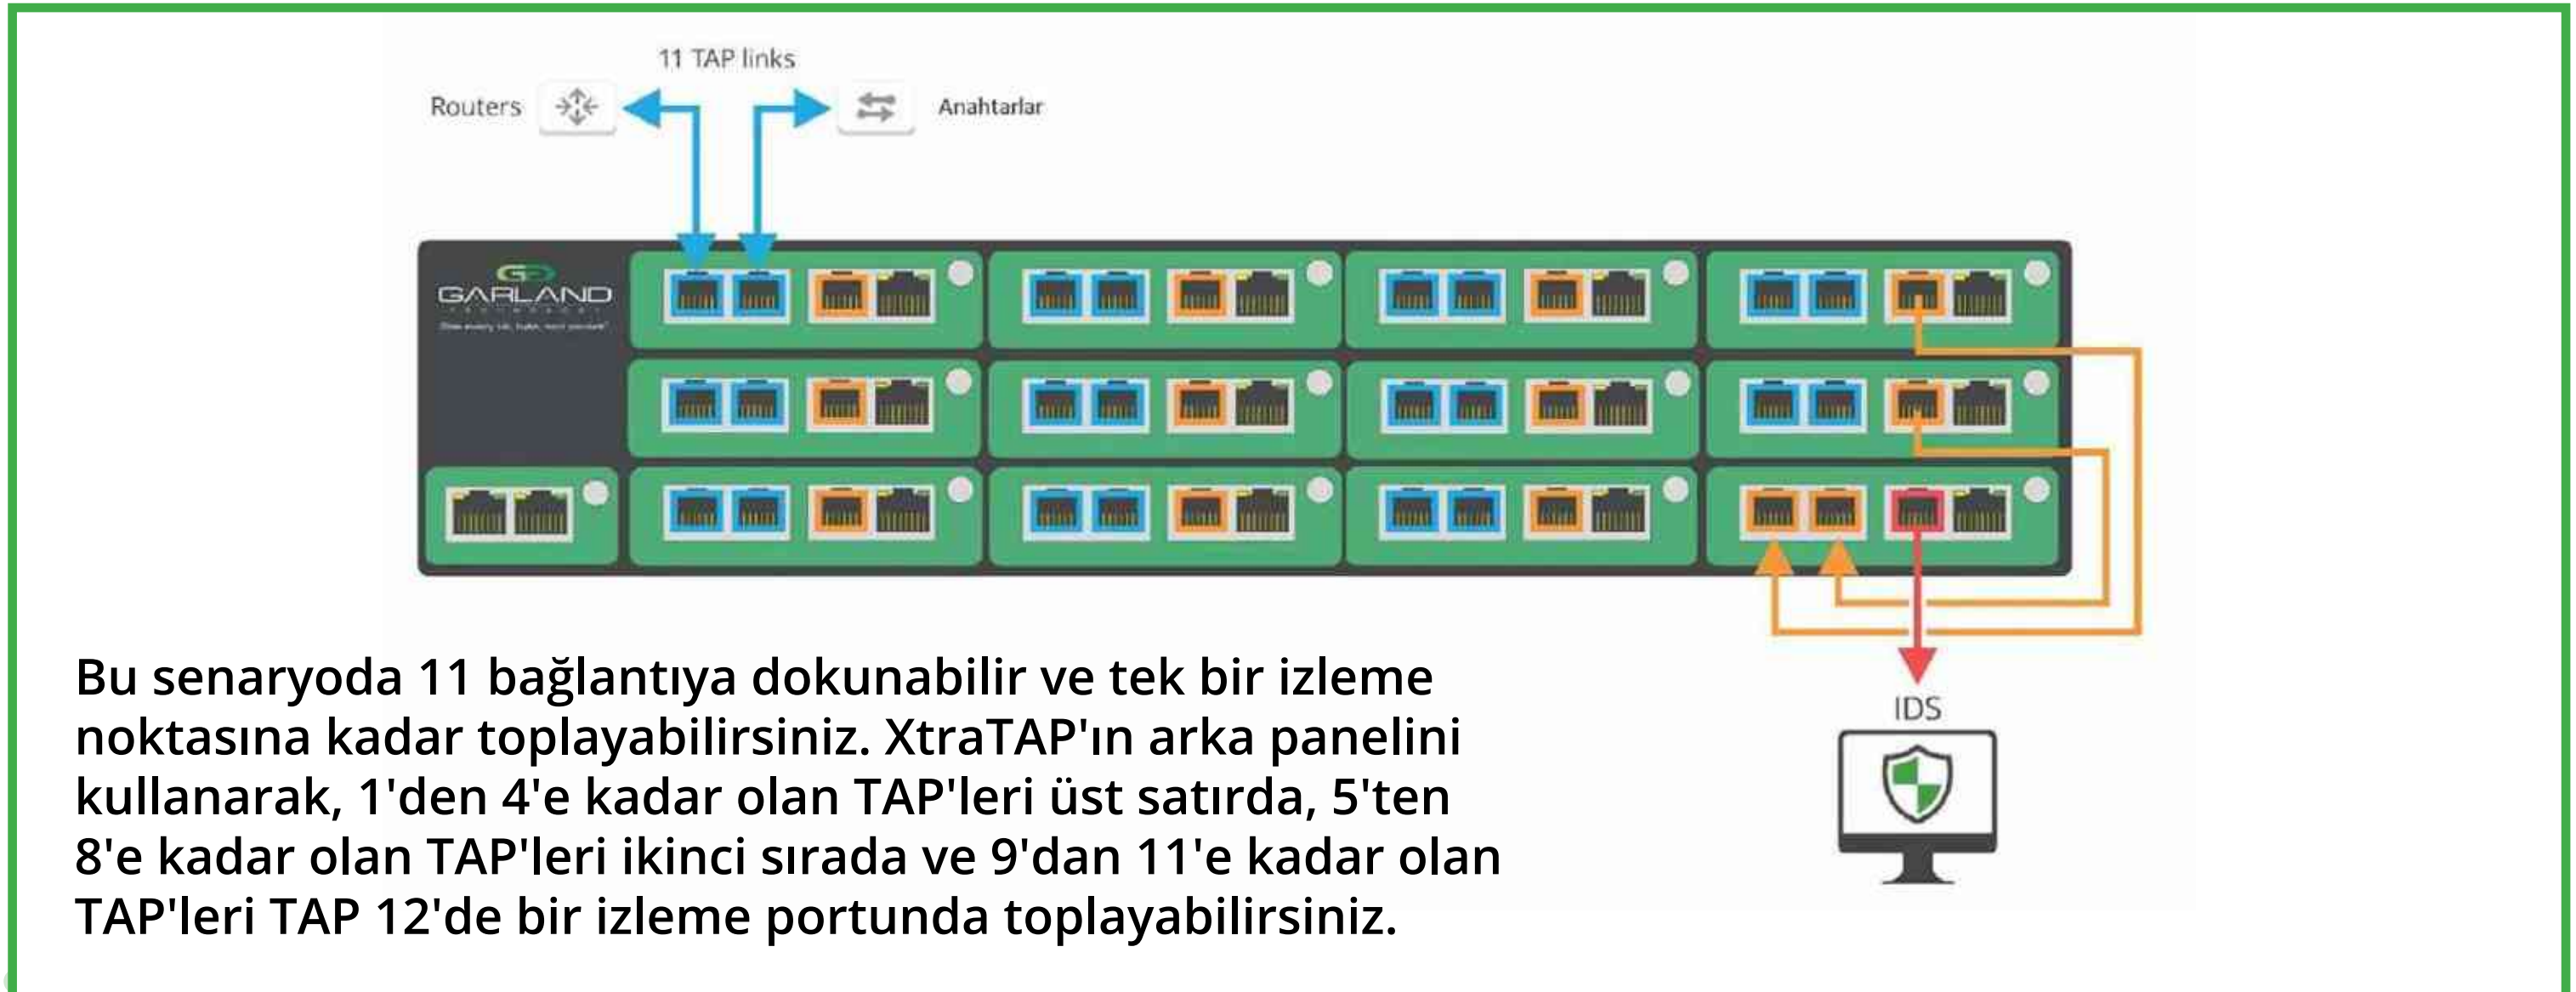 11 TAP links
Routers
Anahtarlar
GARLAND
IDS
Bu senaryoda 11 bağlantıya dokunabilir ve tek bir izleme
noktasına kadar toplayabilirsiniz. XtraTAP'ın arka panelini
kullanarak, 1'den 4'e kadar olan TAP'leri üst satırda, 5'ten
8'e kadar olan TAP'leri ikinci sırada ve 9'dan 11'e kadar olan
TAP'leri TAP 12'de bir izleme portunda toplayabilirsiniz.